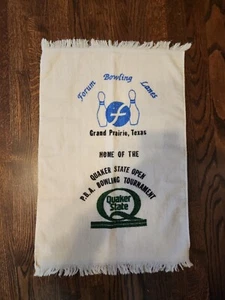 Forum Bowling Lanes
Grand Prairie, Texas
HOME OF THE
QUAKER STATE OPEN
P.B.A. BOWLING TOURNAMENT
Quaker
State